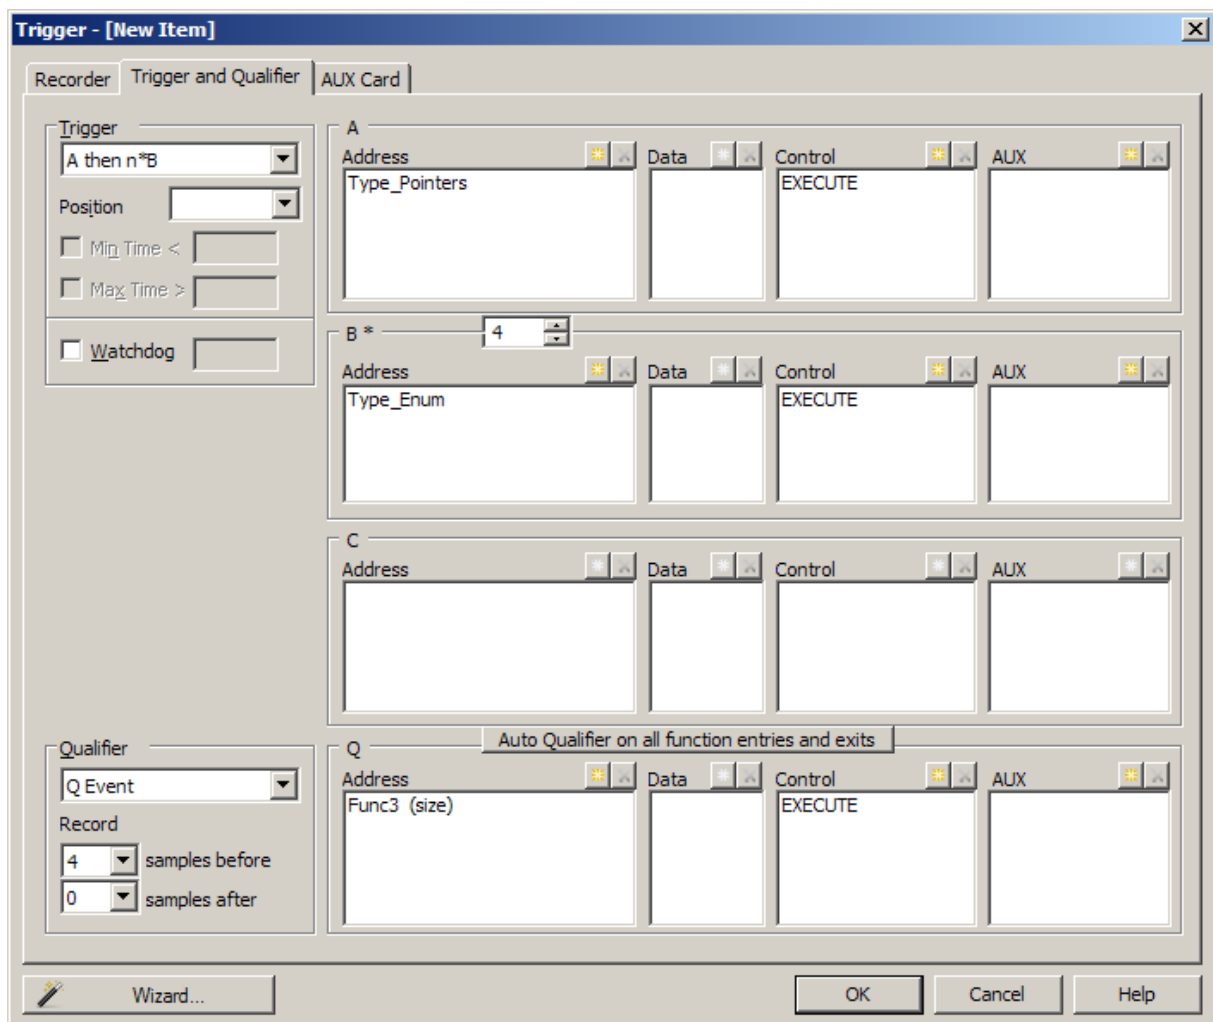 Trigger - [New Item]
Recorder
Trigger and Qualifier
AUX Card
Trigger
A then n*B
Position
Min Time <
Max Time >
Watchdog
A
Address
Data
Control
AUX
Type_Pointers
EXECUTE
B *
4
Address
Data
Control
AUX
Type_Enum
EXECUTE
C
Address
Data
Control
AUX
Qualifier
Q Event
Record
4 samples before
0 samples after
Q
Auto Qualifier on all function entries and exits
Address
Data
Control
AUX
Func3 (size)
EXECUTE
Wizard...
OK
Cancel
Help